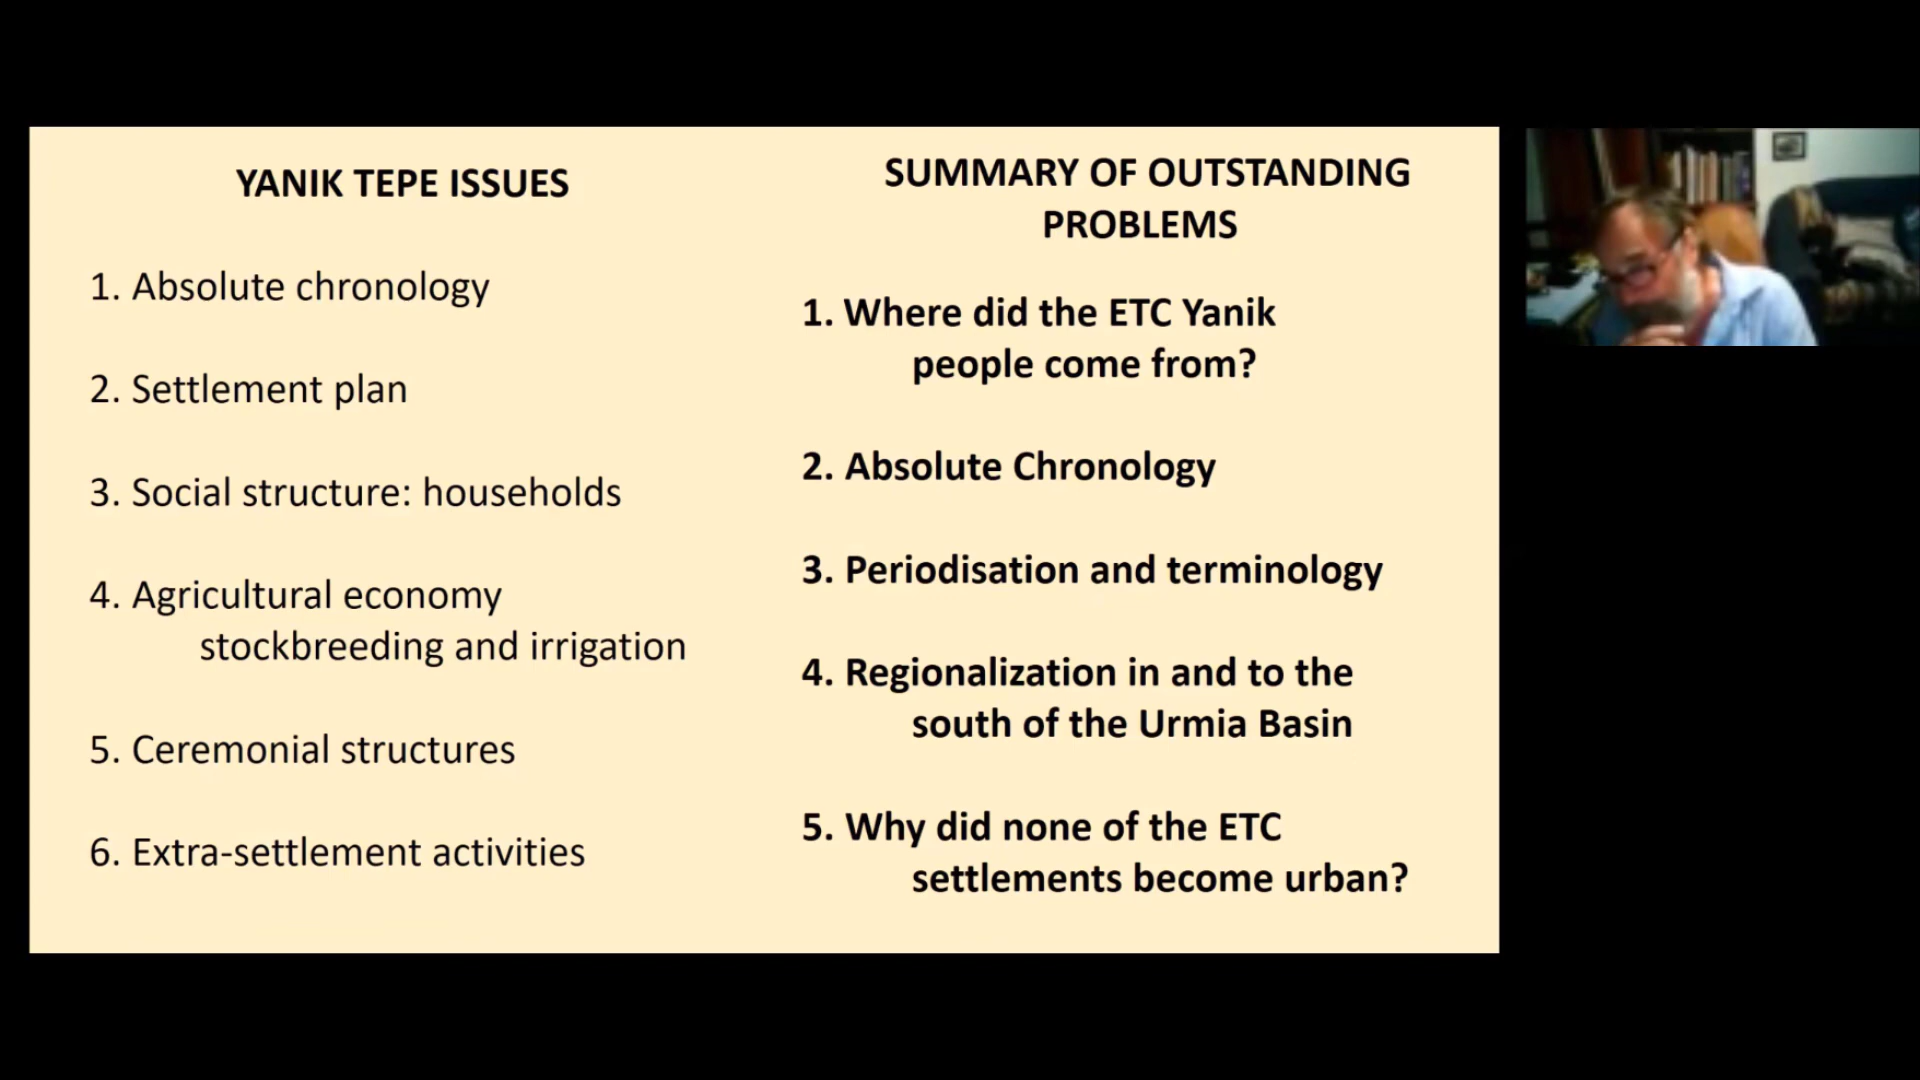 YANIK TEPE ISSUES
1. Absolute chronology
2. Settlement plan
3. Social structure: households
4. Agricultural economy
stockbreeding and irrigation
5. Ceremonial structures
6. Extra-settlement activities
SUMMARY OF OUTSTANDING
PROBLEMS
1. Where did the ETC Yanik
people come from?
2. Absolute Chronology
3. Periodisation and terminology
4. Regionalization in and to the
south of the Urmia Basin
5. Why did none of the ETC
settlements become urban?